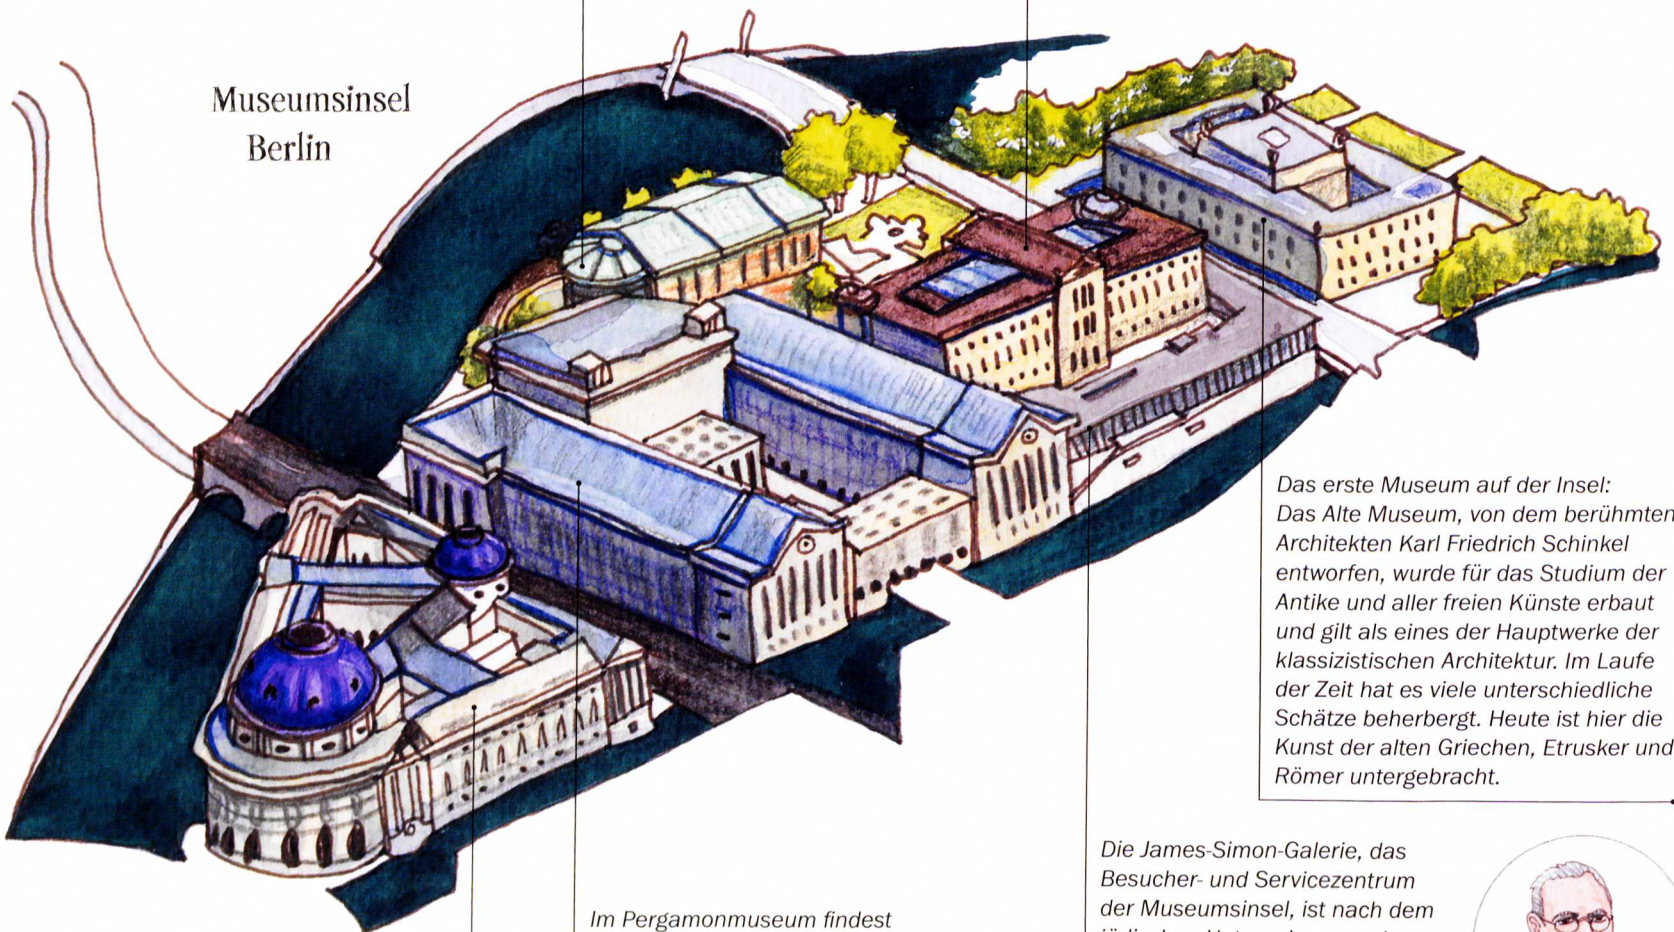 Museumsinsel
Berlin
Das erste Museum auf der Insel:
Das Alte Museum, von dem berühmten
Architekten Karl Friedrich Schinkel
entworfen, wurde für das Studium der
Antike und aller freien Künste erbaut
und gilt als eines der Hauptwerke der
klassizistischen Architektur. Im Laufe
der Zeit hat es viele unterschiedliche
Schätze beherbergt. Heute ist hier die
Kunst der alten Griechen, Etrusker und
Römer untergebracht.
Die James-Simon-Galerie, das
Besucher- und Servicezentrum
der Museumsinsel, ist nach dem
Im Pergamonmuseum findest